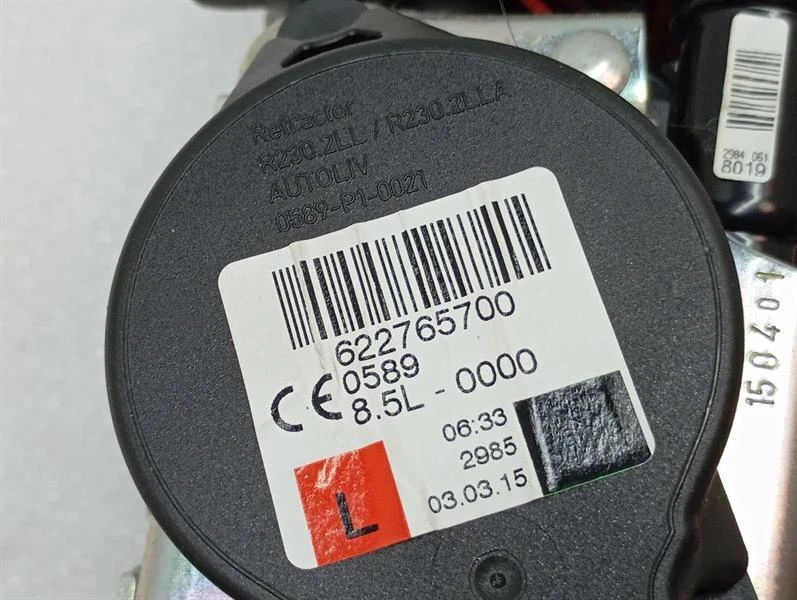 Retractor
R230.2LL / R230.2LLA
AUTOLIV
0589-P1-0021
622765700
CE 0589
8.5L - 0000
06:33
2985
03.03.15
L
2984 061
8019
150401